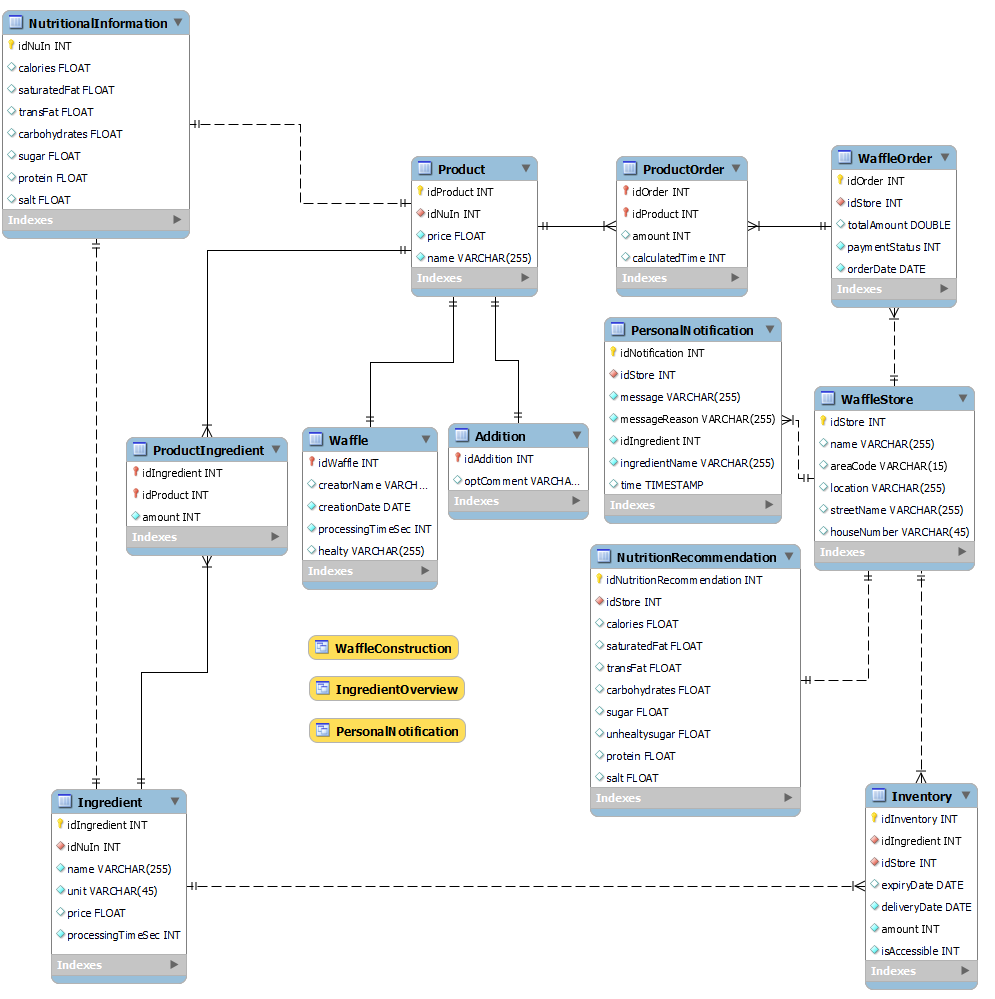 NutritionalInformation
idNuIn INT
calories FLOAT
saturatedFat FLOAT
transFat FLOAT
carbohydrates FLOAT
sugar FLOAT
protein FLOAT
salt FLOAT
Indexes
Product
idProduct INT
idNuIn INT
price FLOAT
name VARCHAR(255)
Indexes
ProductOrder
idOrder INT
idProduct INT
amount INT
calculatedTime INT
Indexes
WaffleOrder
idOrder INT
idStore INT
totalAmount DOUBLE
paymentStatus INT
orderDate DATE
Indexes
PersonalNotification
idNotification INT
idStore INT
message VARCHAR(255)
messageReason VARCHAR(255)
idIngredient INT
ingredientName VARCHAR(255)
time TIMESTAMP
Indexes
WaffleStore
idStore INT
name VARCHAR(255)
areaCode VARCHAR(15)
location VARCHAR(255)
streetName VARCHAR(255)
houseNumber VARCHAR(45)
Indexes
ProductIngredient
idIngredient INT
idProduct INT
amount INT
Indexes
Waffle
idWaffle INT
creatorName VARCH...
creationDate DATE
processingTimeSec INT
healty VARCHAR(255)
Indexes
Addition
idAddition INT
optComment VARCHA...
Indexes
NutritionRecommendation
idNutritionRecommendation INT
idStore INT
calories FLOAT
saturatedFat FLOAT
transFat FLOAT
carbohydrates FLOAT
sugar FLOAT
unhealtysugar FLOAT
protein FLOAT
salt FLOAT
Indexes
WaffleConstruction
IngredientOverview
PersonalNotification
Ingredient
idIngredient INT
idNuIn INT
name VARCHAR(255)
unit VARCHAR(45)
price FLOAT
processingTimeSec INT
Indexes
Inventory
idInventory INT
idIngredient INT
idStore INT
expiryDate DATE
deliveryDate DATE
amount INT
isAccessible INT
Indexes